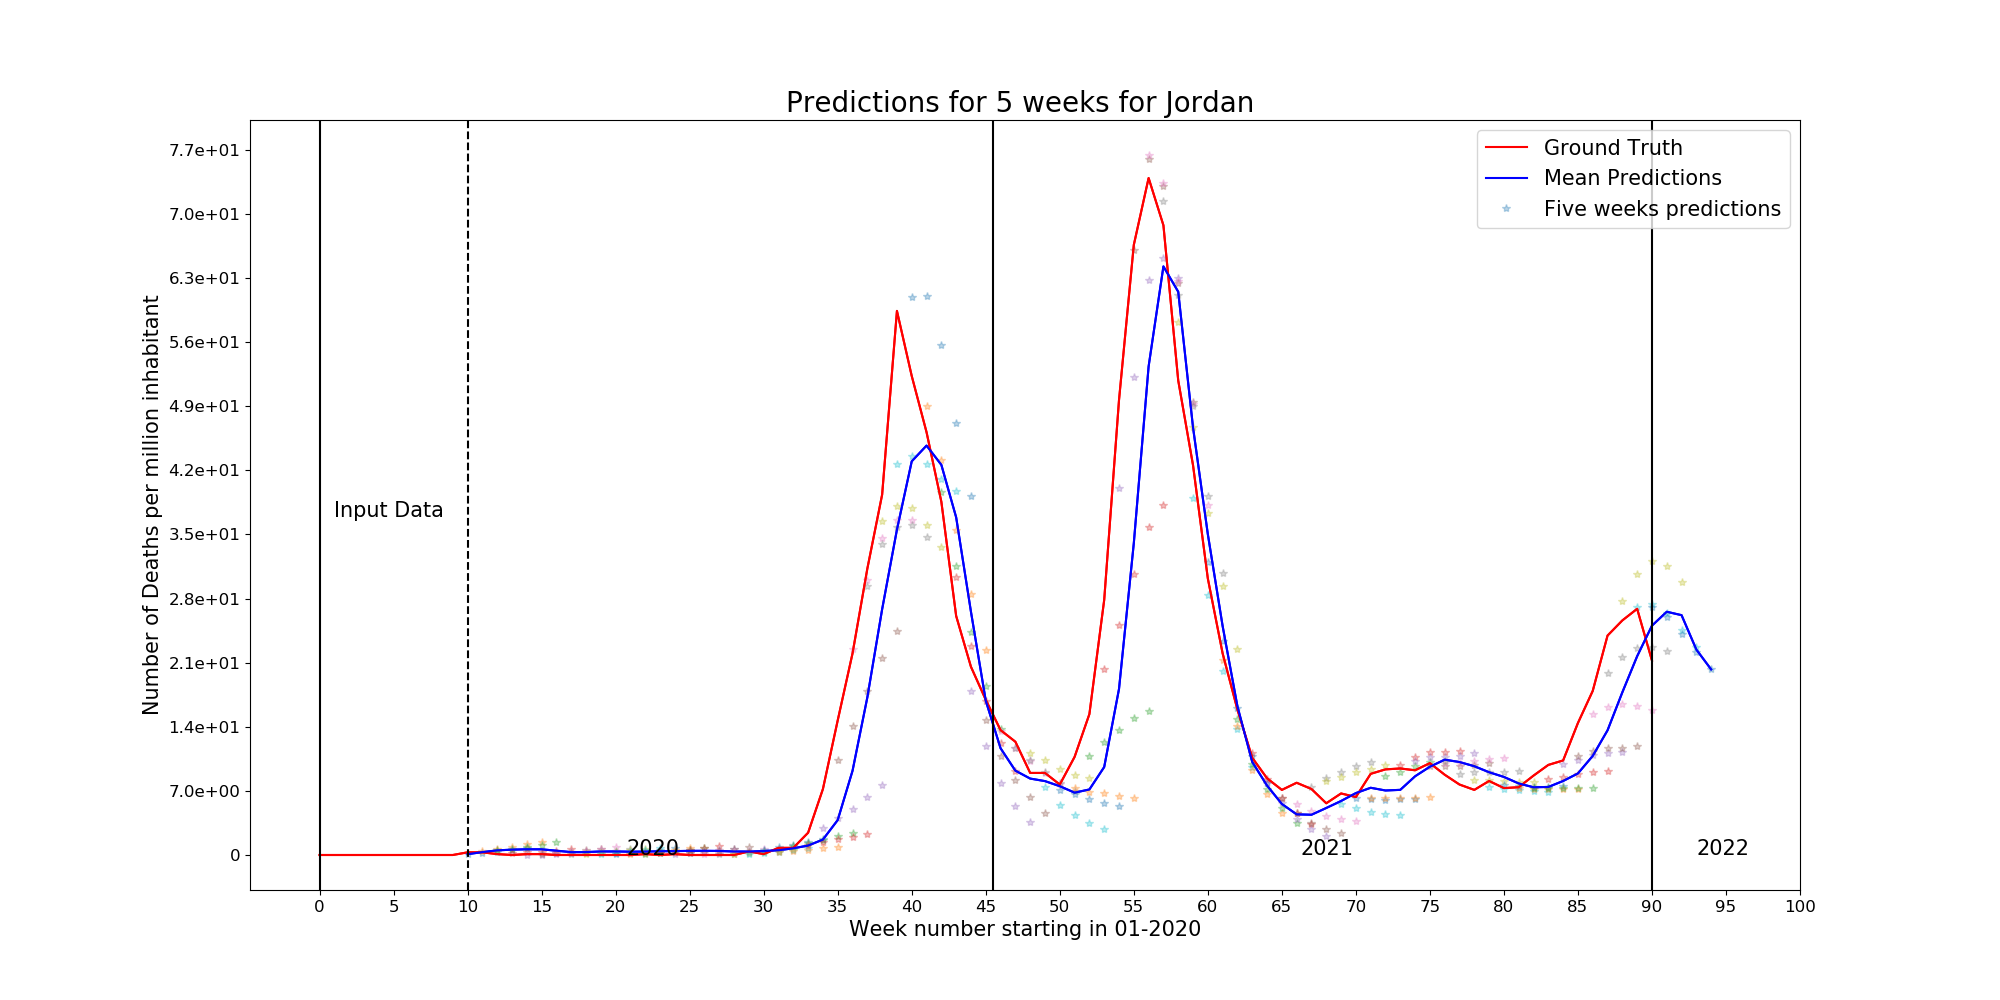 Predictions for 5 weeks for Jordan
Ground Truth
Mean Predictions
Five weeks predictions
Number of Deaths per million inhabitant
7.7e+01
7.0e+01
6.3e+01
5.6e+01
4.9e+01
4.2e+01
3.5e+01
2.8e+01
2.1e+01
1.4e+01
7.0e+00
0
Input Data
2020 2021 2022
0 5 10 15 20 25 30 35 40 45 50 55 60 65 70 75 80 85 90 95 100
Week number starting in 01-2020